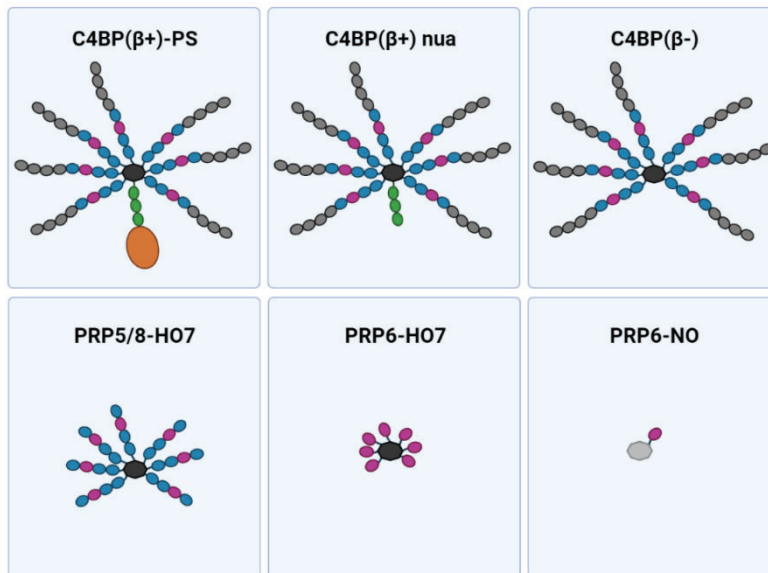 C4BP(β+)-PS
C4BP(β+) nua
C4BP(β-)
PRP5/8-HO7
PRP6-HO7
PRP6-NO